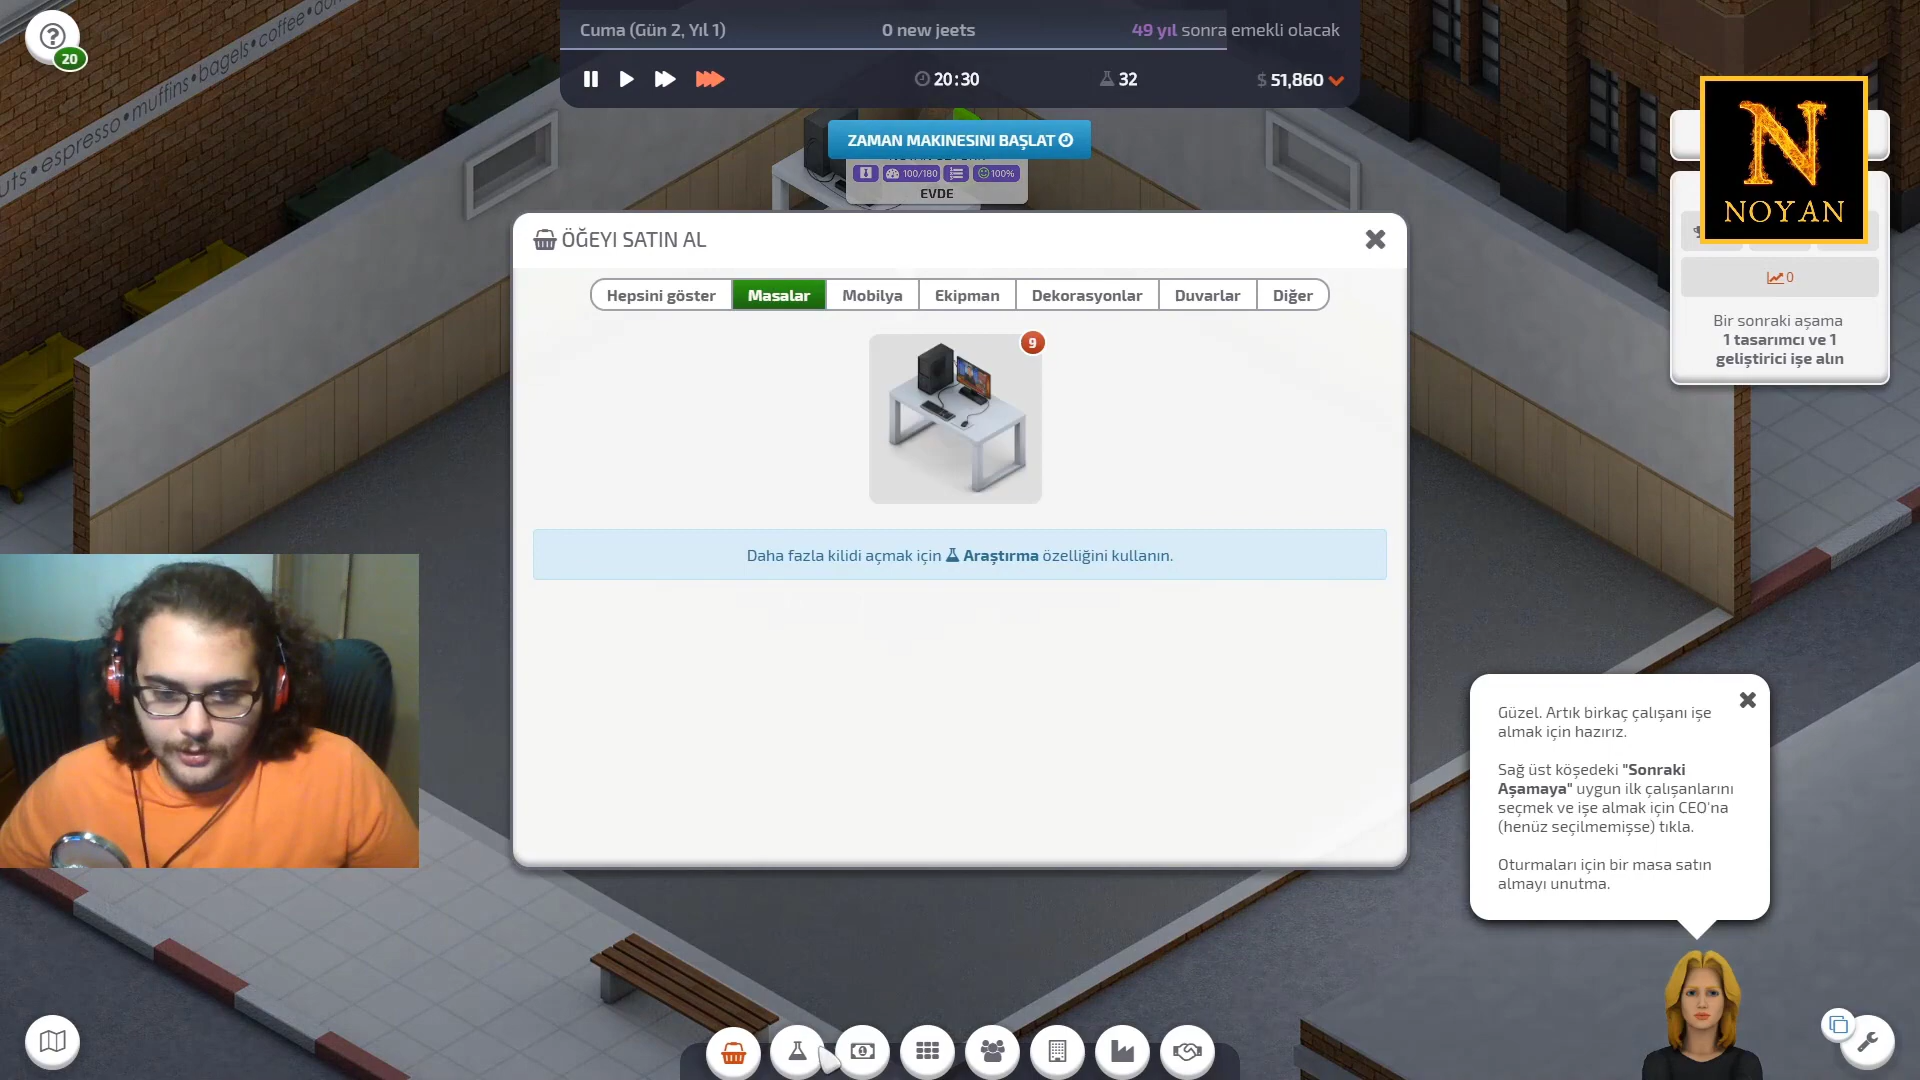 uts • espresso • muffins • bagels • coffee •
20
Cuma (Gün 2, Yıl 1)
0 new jeets
49 yıl sonra emekli olacak
20:30
32
$ 51,860
ZAMAN MAKINESINI BAŞLAT
100/180
100%
EVDE
NOYAN
0
Bir sonraki aşama
1 tasarımcı ve 1
geliştirici işe alın
ÖĞEYI SATIN AL
Hepsini göster
Masalar
Mobilya
Ekipman
Dekorasyonlar
Duvarlar
Diğer
9
Daha fazla kilidi açmak için Araştırma özelliğini kullanın.
Güzel. Artık birkaç çalışanı işe
almak için hazırız.
Sağ üst köşedeki "Sonraki
Aşamaya" uygun ilk çalışanlarını
seçmek ve işe almak için CEO'na
(henüz seçilmemişse) tıkla.
Oturmaları için bir masa satın
almayı unutma.